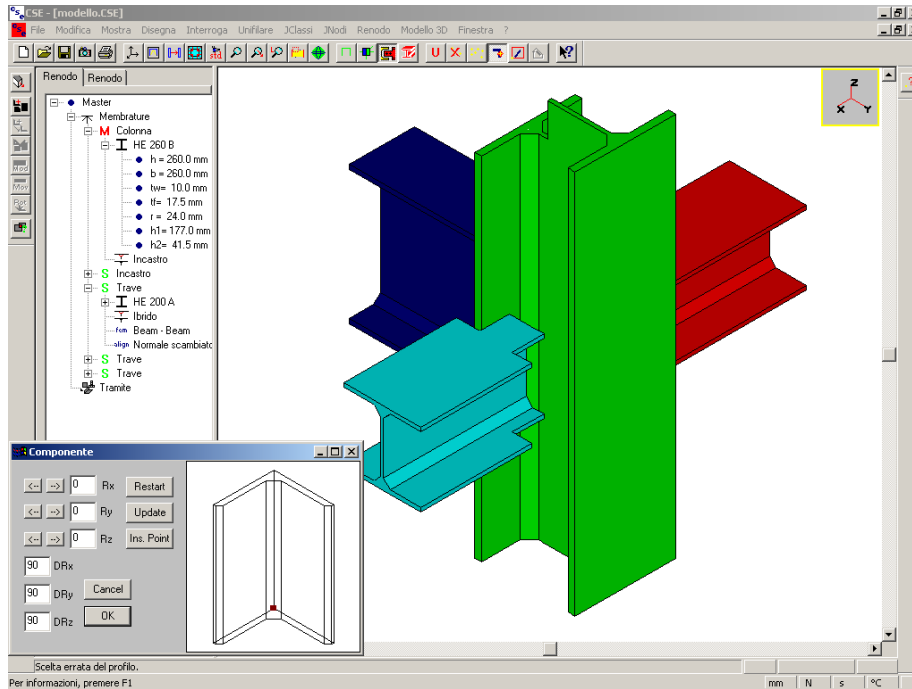 CSE - [modello.CSE]
File Modifica Mostra Disegna Interroga Unifilare JClassi JNodi Renodo Modello 3D Finestra ?
Renodo Renodo
Master
Membrature
M Colonna
HE 260 B
h = 260.0 mm
b = 260.0 mm
tw= 10.0 mm
tf= 17.5 mm
r = 24.0 mm
h1= 177.0 mm
h2= 41.5 mm
Incastro
S Incastro
S Trave
HE 200 A
Ibrido
Beam - Beam
align Normale scambiato
S Trave
S Trave
Tramite
Mod
Mov
Rot
Z
X Y
Componente
<-- --> 0 Rx Restart
<-- --> 0 Ry Update
<-- --> 0 Rz Ins. Point
90 DRx
90 DRy Cancel
90 DRz OK
Scelta errata del profilo.
Per informazioni, premere F1
mm N s °C